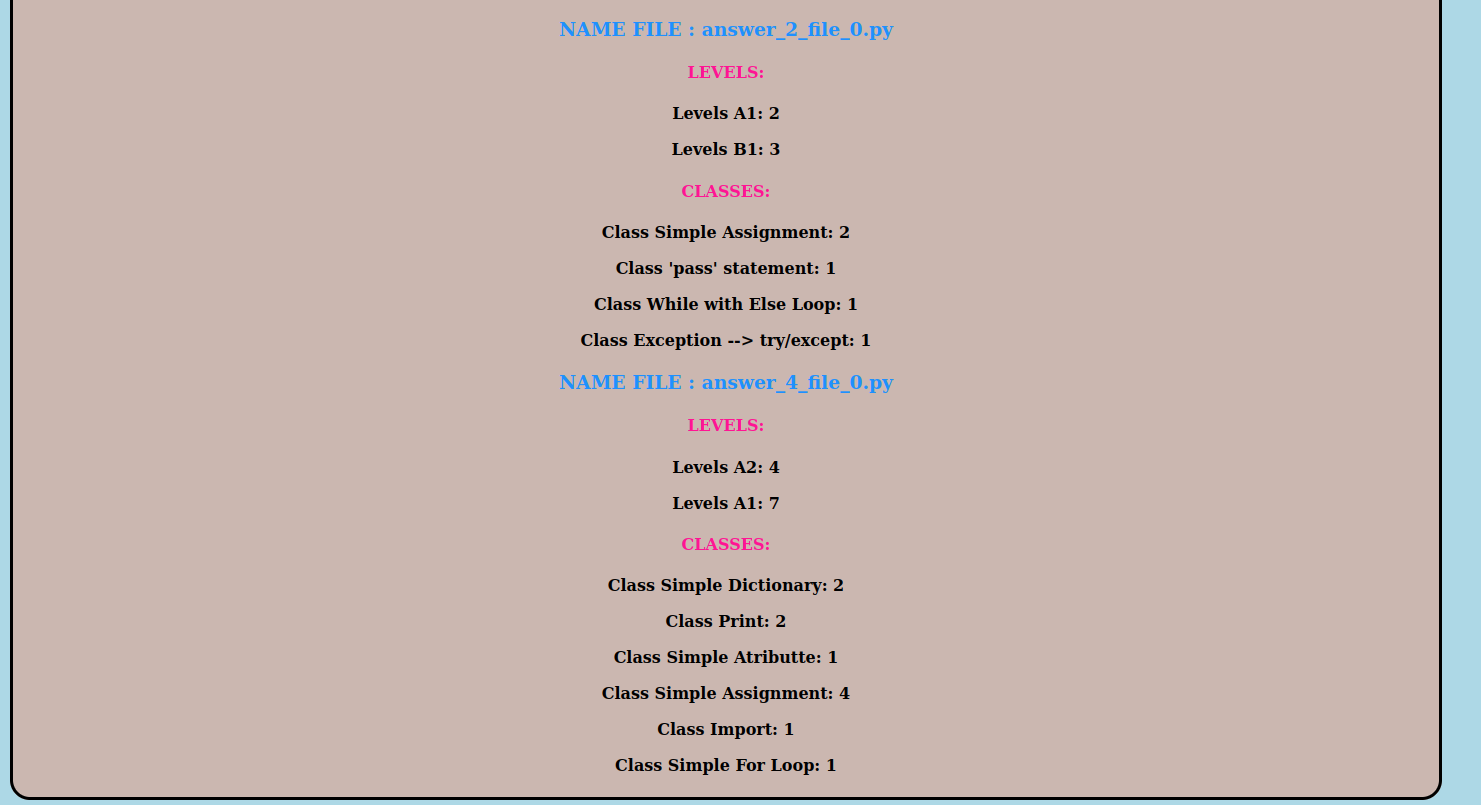 NAME FILE : answer_2_file_0.py
LEVELS:
Levels A1: 2
Levels B1: 3
CLASSES:
Class Simple Assignment: 2
Class 'pass' statement: 1
Class While with Else Loop: 1
Class Exception --> try/except: 1
NAME FILE : answer_4_file_0.py
LEVELS:
Levels A2: 4
Levels A1: 7
CLASSES:
Class Simple Dictionary: 2
Class Print: 2
Class Simple Atributte: 1
Class Simple Assignment: 4
Class Import: 1
Class Simple For Loop: 1